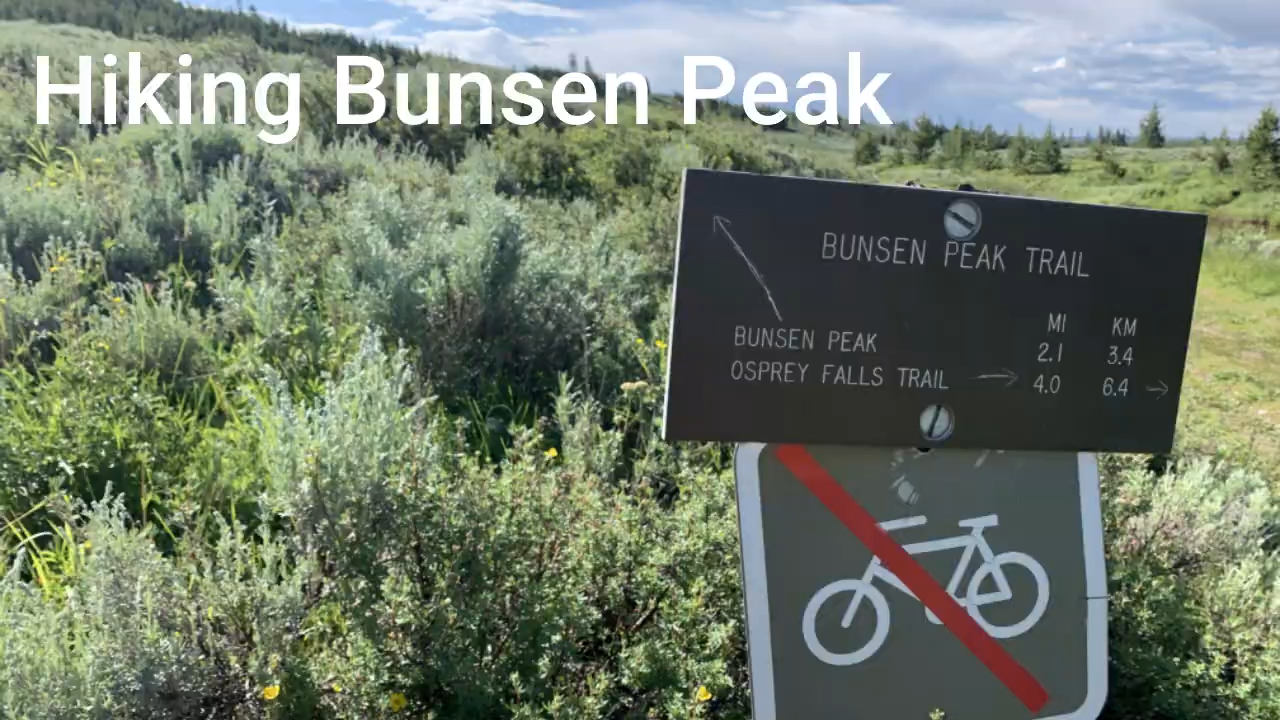 Hiking Bunsen Peak
BUNSEN PEAK TRAIL
MI KM
BUNSEN PEAK 2.1 3.4
OSPREY FALLS TRAIL 4.0 6.4